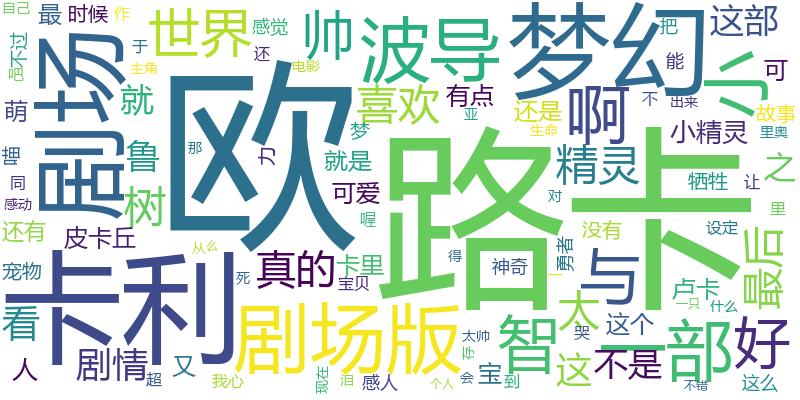 自己
最
时候
作
于
感觉
还
电影
主角
不过
萌
剧场
就
鲁
世界
帅
波导
喜欢
有点
梦幻
啊
还是
精灵
把
能
不
出来
这部
小
可
故事
生命
里奥
小精灵
之
欧
路卡
那
力
梦
亚
就是
可爱
喔
树
还有
皮卡丘
感动
同
宠物
卡利
从么
死
真的
宝贝
卡里
神奇
得
勇者
对
没有
与
牺牲
让
里
设定
最后
卢卡
一只
什么
看
人
剧情
超
又
我心
剧场版
现在
泪
感人
个人
智
太帅
存
会
宝
到
太
这
哭
这个
不是
一部
好
不错
这么
一